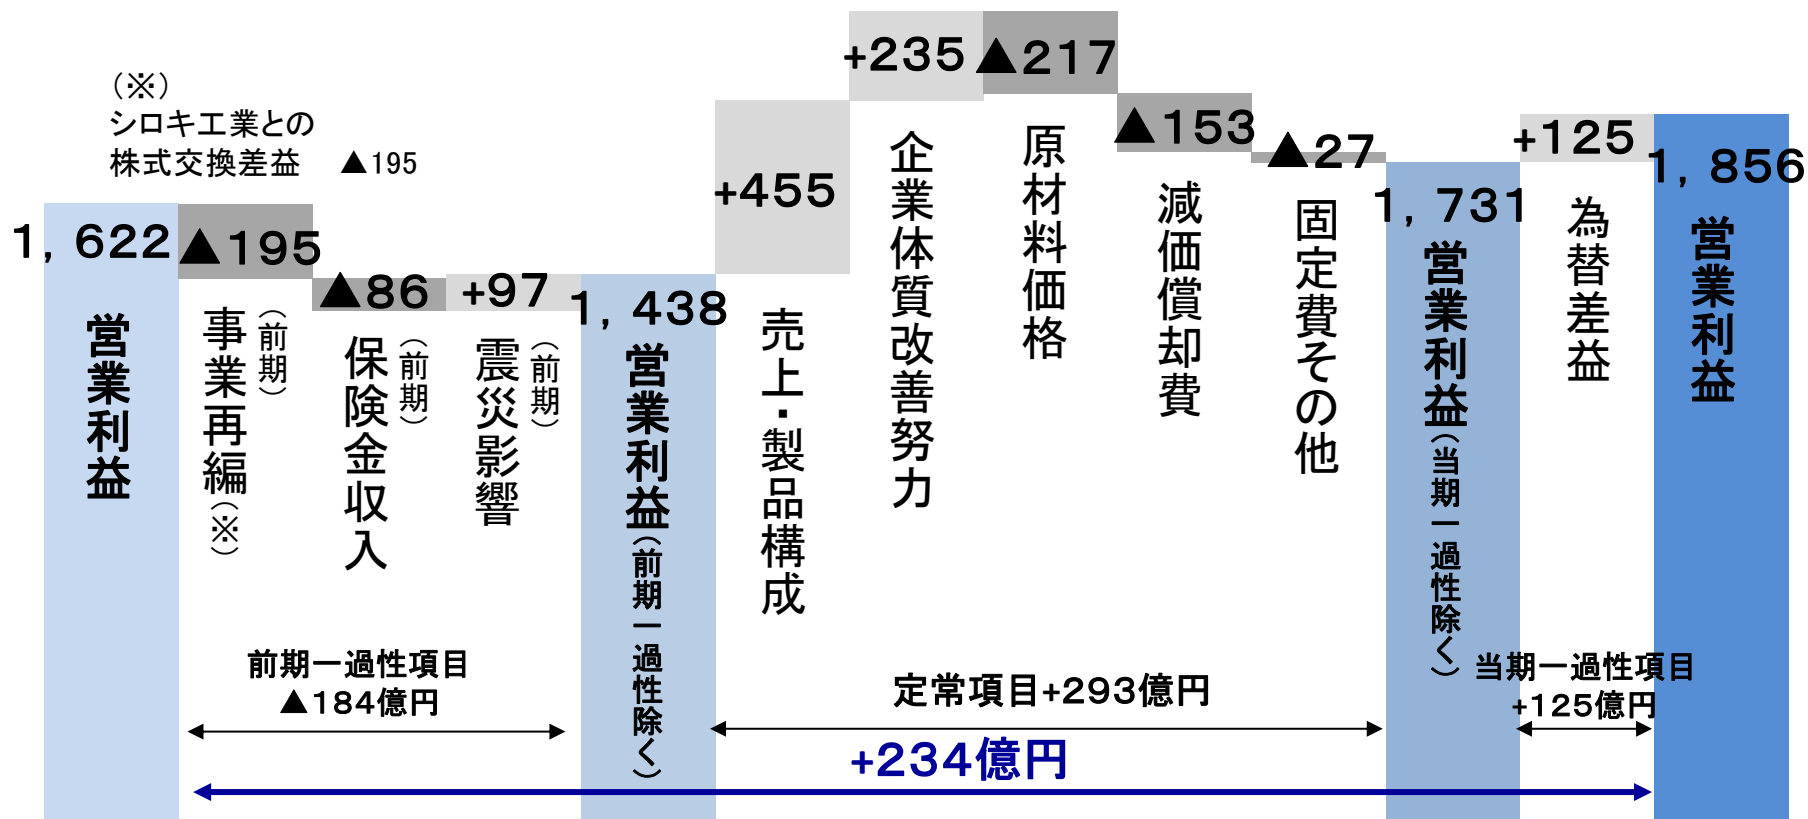 （※）
シロキ工業との
株式交換差益　▲195
1，622
営業利益
▲195
事業再編（※）
（前期）
▲86
保険金収入
（前期）
+97
震災影響
（前期）
1，438
営業利益（前期一過性除く）
+455
売上・製品構成
+235
企業体質改善努力
▲217
原材料価格
▲153
減価償却費
▲27
固定費その他
1，731
営業利益（当期一過性除く）
+125
為替差益
1，856
営業利益
前期一過性項目
▲184億円
定常項目+293億円
当期一過性項目
+125億円
+234億円